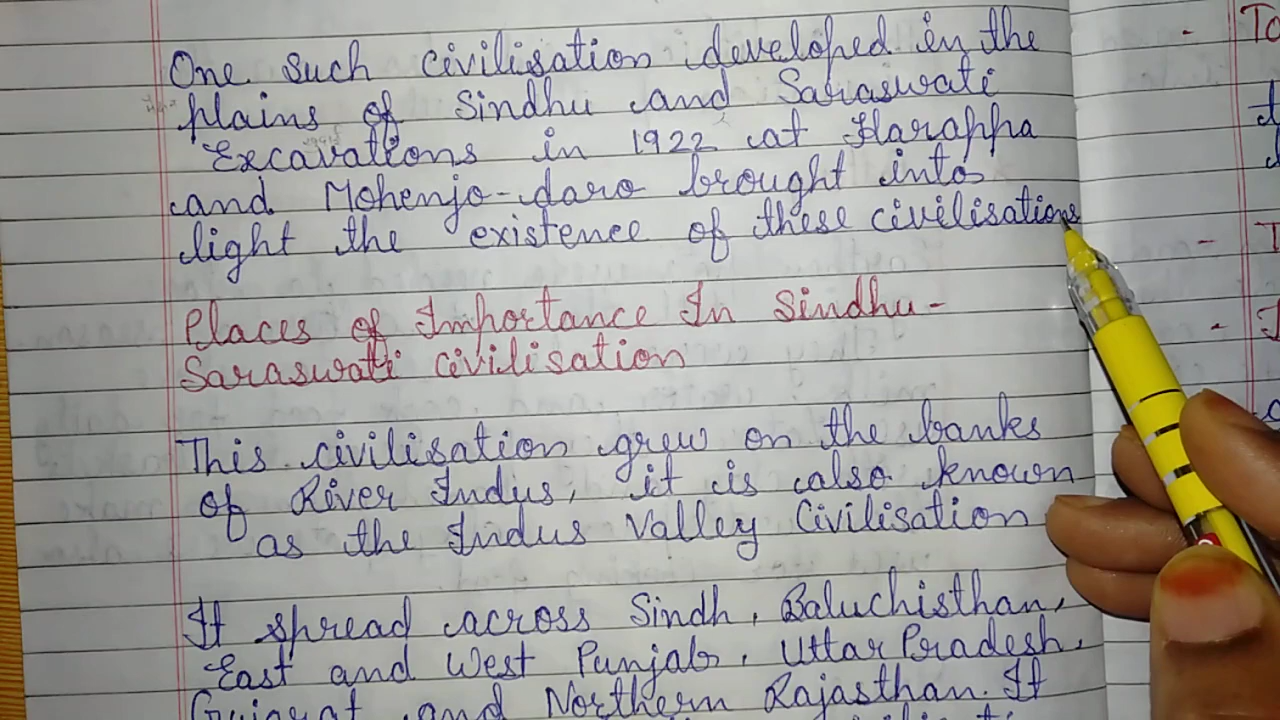 One such civilisation developed in the
plains of Sindhu and Saraswati
Excavations in 1922 at Harappa
and Mohenjo-daro brought into
light the existence of these civilisations
Places of Importance In Sindhu-
Saraswati civilisation
This civilisation grew on the banks
of River Indus, it is also known
as the Indus Valley Civilisation
It spread across Sindh, Baluchisthan,
East and West Punjab, Uttar Pradesh,
Gujarat and Northern Rajasthan. It